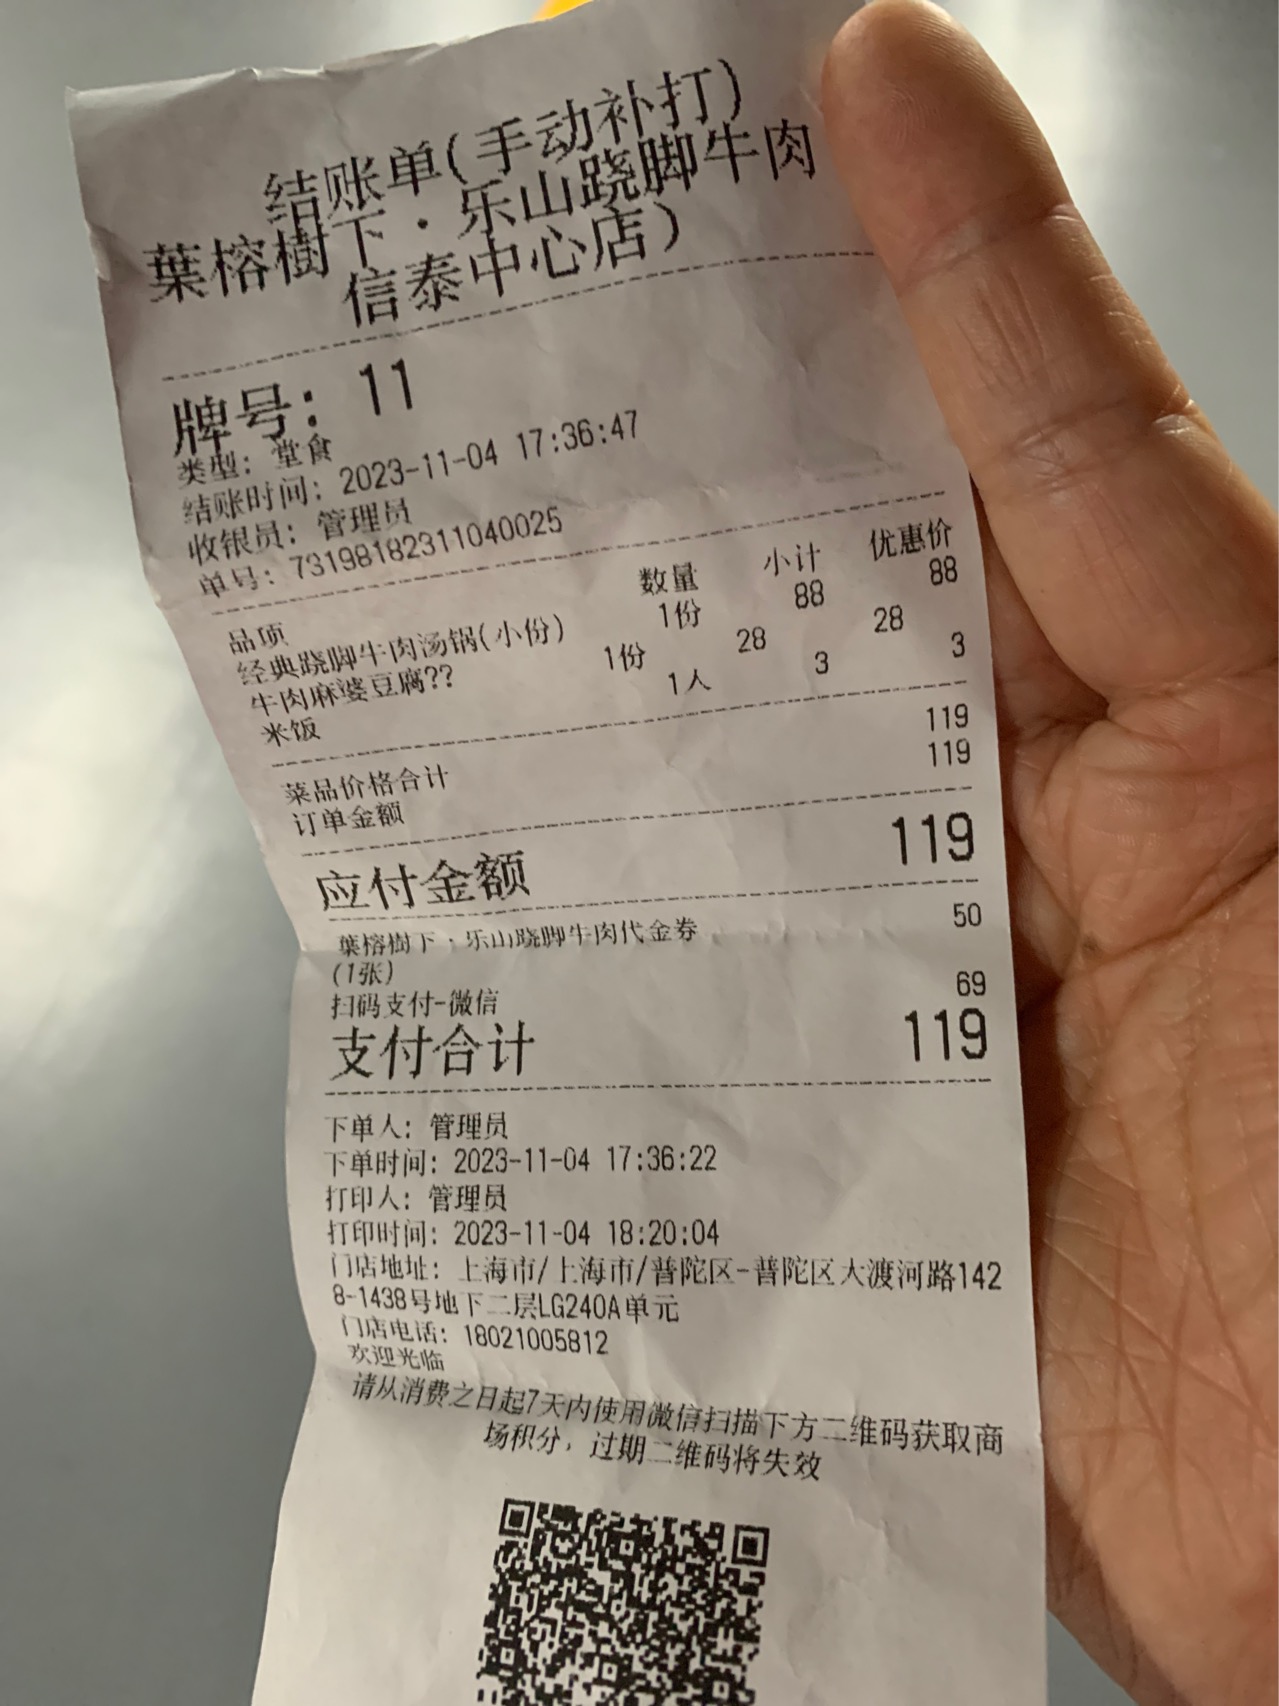 结账单(手动补打)
葉榕樹下·乐山跷脚牛肉
信泰中心店)
牌号: 11
类型: 堂食
结账时间: 2023-11-04 17:36:47
收银员: 管理员
单号: 73198182311040025
品项 数量 小计 优惠价
经典跷脚牛肉汤锅(小份) 1份 88 88
牛肉麻婆豆腐?? 1份 28 28
米饭 1人 3 3
菜品价格合计 119
订单金额 119
应付金额 119
葉榕樹下·乐山跷脚牛肉代金券 50
(1张)
扫码支付-微信 69
支付合计 119
下单人: 管理员
下单时间: 2023-11-04 17:36:22
打印人: 管理员
打印时间: 2023-11-04 18:20:04
门店地址: 上海市/上海市/普陀区-普陀区大渡河路142
8-1438号地下二层LG240A单元
门店电话: 18021005812
欢迎光临
请从消费之日起7天内使用微信扫描下方二维码获取商
场积分，过期二维码将失效